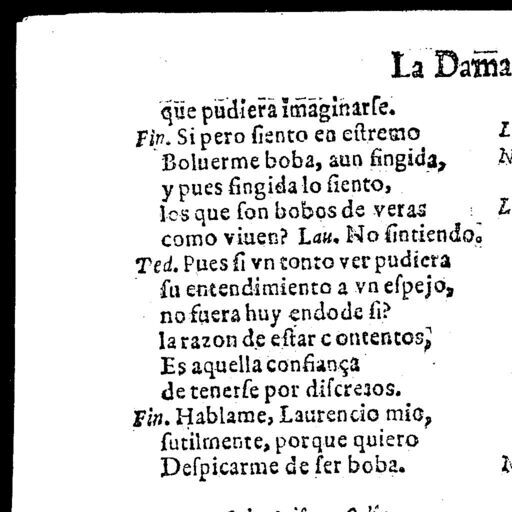 La Dama
que pudiera imaginarſe.
Fin. Si pero ſiento en eſtremo
Boluerme boba, aun fingida,
y pues fingida lo ſiento,
los que ſon bobos de veras
como viuen? Lau. No ſintiendo.
Ted. Pues ſi vn tonto ver pudiera
ſu entendimiento a vn eſpejo,
no fuera huyendo de ſi?
la razon de eſtar contentos,
Es aquella confiança
de tenerſe por diſcretos.
Fin. Hablame, Laurencio mio,
ſutilmente, porque quiero
Deſpicarme de ſer boba.